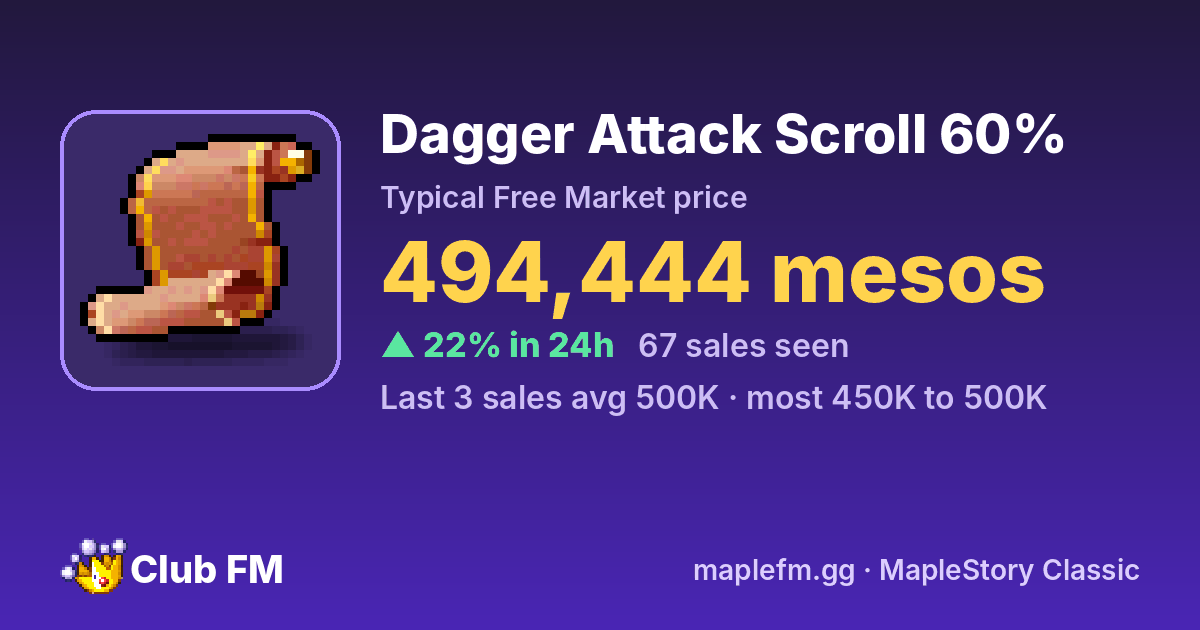 Dagger Attack Scroll 60%
Typical Free Market price
494,444 mesos
▲ 22% in 24h 67 sales seen
Last 3 sales avg 500K · most 450K to 500K
Club FM
maplefm.gg · MapleStory Classic